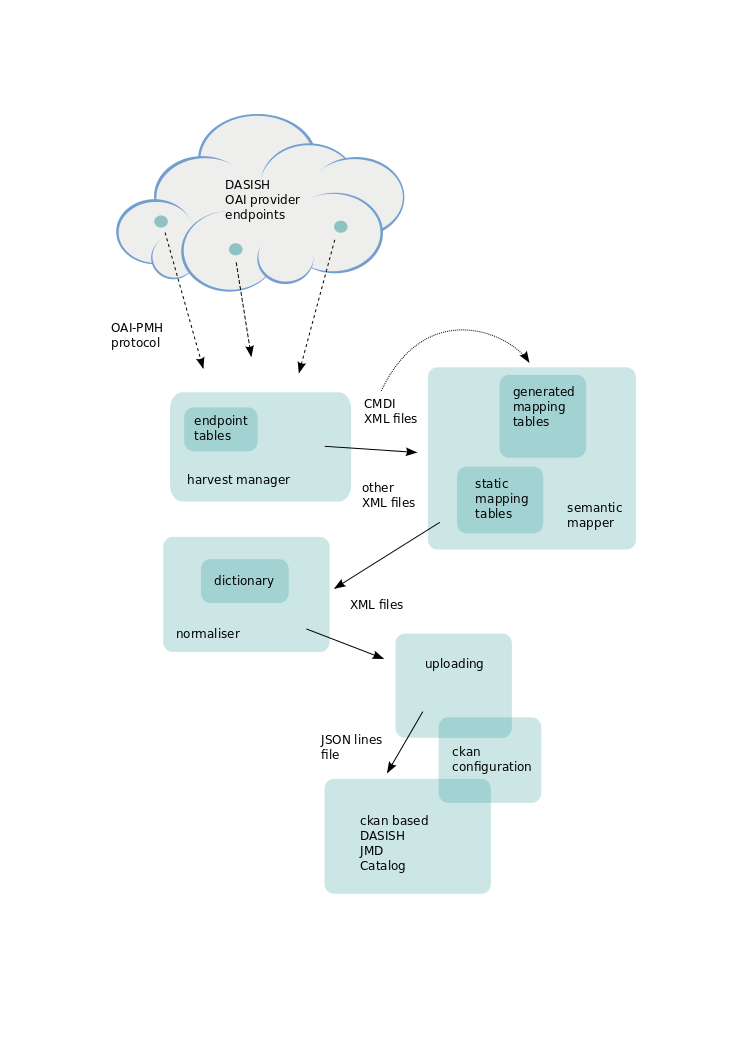 DASISH
OAI provider
endpoints
OAI-PMH
protocol
endpoint
tables
harvest manager
CMDI
XML files
other
XML files
generated
mapping
tables
static
mapping
tables
semantic
mapper
dictionary
normaliser
XML files
uploading
JSON lines
file
ckan
configuration
ckan based
DASISH
JMD
Catalog